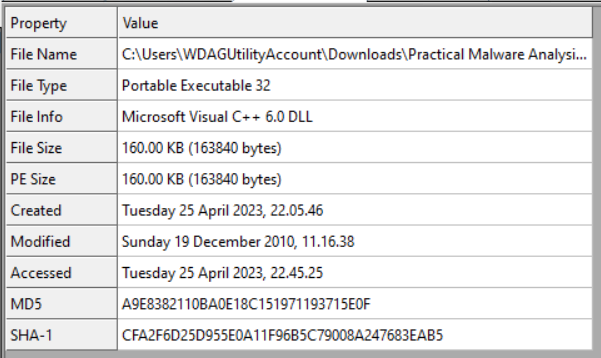 Property Value
File Name C:\Users\WDAGUtilityAccount\Downloads\Practical Malware Analysi...
File Type Portable Executable 32
File Info Microsoft Visual C++ 6.0 DLL
File Size 160.00 KB (163840 bytes)
PE Size 160.00 KB (163840 bytes)
Created Tuesday 25 April 2023, 22.05.46
Modified Sunday 19 December 2010, 11.16.38
Accessed Tuesday 25 April 2023, 22.45.25
MD5 A9E8382110BA0E18C151971193715E0F
SHA-1 CFA2F6D25D955E0A11F96B5C79008A247683EAB5